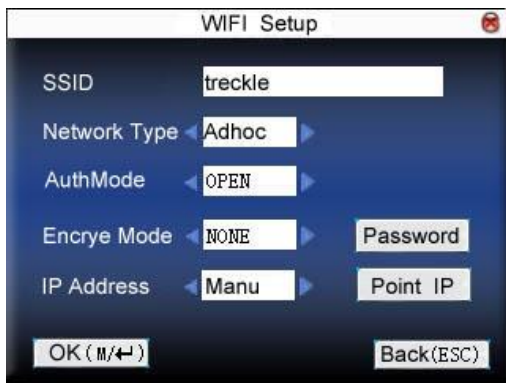 WIFI Setup
SSID treckle
Network Type Adhoc
AuthMode OPEN
Encrye Mode NONE Password
IP Address Manu Point IP
OK(M/↵) Back(ESC)